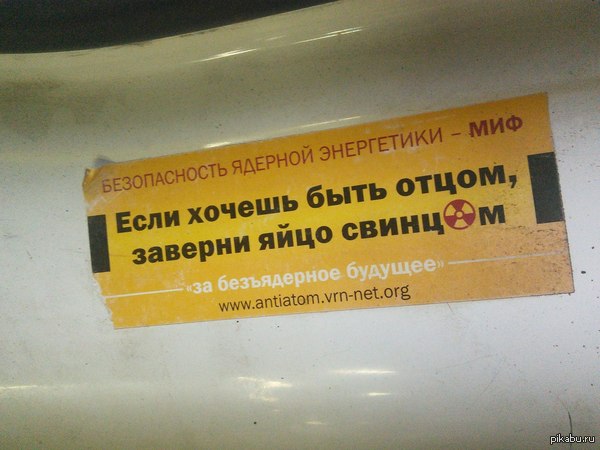 БЕЗОПАСНОСТЬ ЯДЕРНОЙ ЭНЕРГЕТИКИ – МИФ
Если хочешь быть отцом,
заверни яйцо свинцом
«за безъядерное будущее»
www.antiatom.vrn-net.org
pikabu.ru